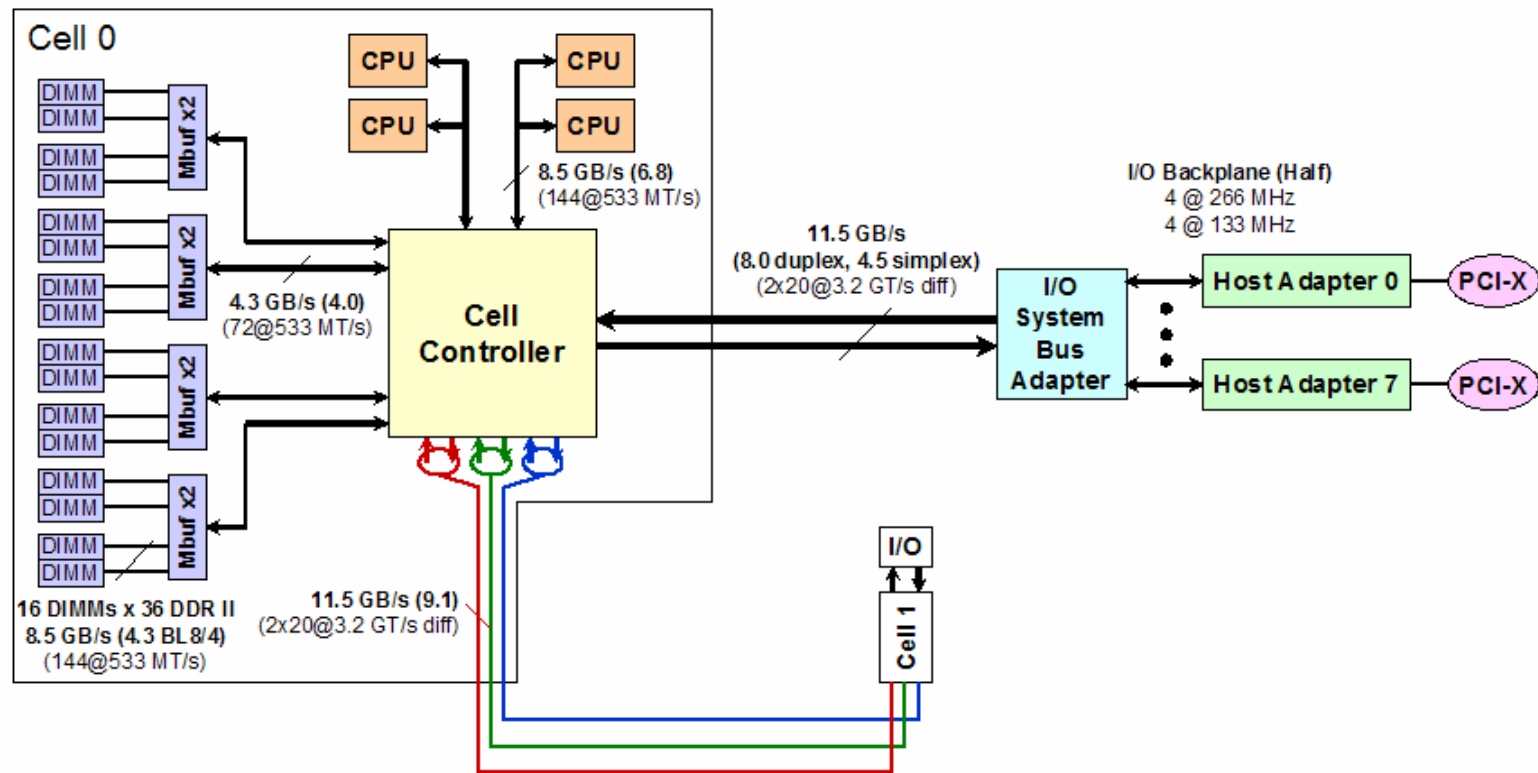 Cell 0
CPU
CPU
CPU
CPU
DIMM
DIMM
DIMM
DIMM
Mbuf x2
DIMM
DIMM
DIMM
DIMM
Mbuf x2
DIMM
DIMM
DIMM
DIMM
Mbuf x2
DIMM
DIMM
DIMM
DIMM
Mbuf x2
8.5 GB/s (6.8)
(144@533 MT/s)
4.3 GB/s (4.0)
(72@533 MT/s)
Cell
Controller
11.5 GB/s
(8.0 duplex, 4.5 simplex)
(2x20@3.2 GT/s diff)
I/O
System
Bus
Adapter
I/O Backplane (Half)
4 @ 266 MHz
4 @ 133 MHz
Host Adapter 0
PCI-X
Host Adapter 7
PCI-X
16 DIMMs x 36 DDR II
8.5 GB/s (4.3 BL8/4)
(144@533 MT/s)
11.5 GB/s (9.1)
(2x20@3.2 GT/s diff)
I/O
Cell 1